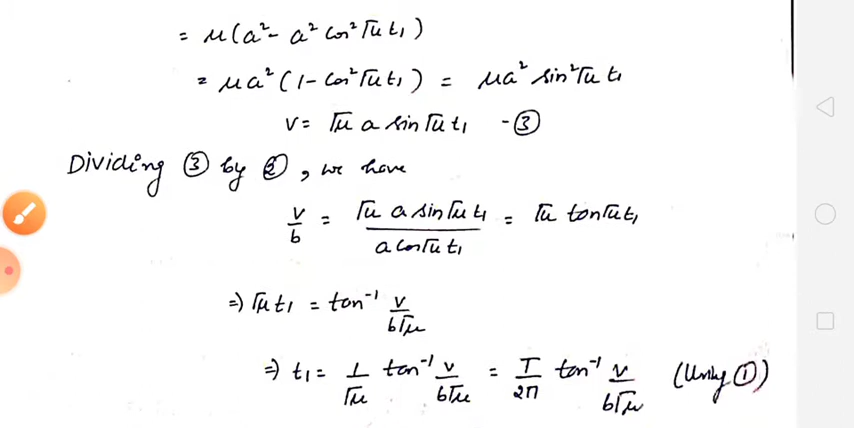 = μ(a² - a² cos² √μ t₁)
= μa² (1 - cos² √μ t₁) = μa² sin² √μ t₁
v = √μ a sin √μ t₁ - ③
Dividing ③ by ②, we have
v/b = √μ a sin √μ t₁ / a cos √μ t₁ = √μ tan √μ t₁
⇒ √μ t₁ = tan⁻¹ v/b√μ
⇒ t₁ = 1/√μ tan⁻¹ v/b√μ = T/2π tan⁻¹ v/b√μ (Using ①)